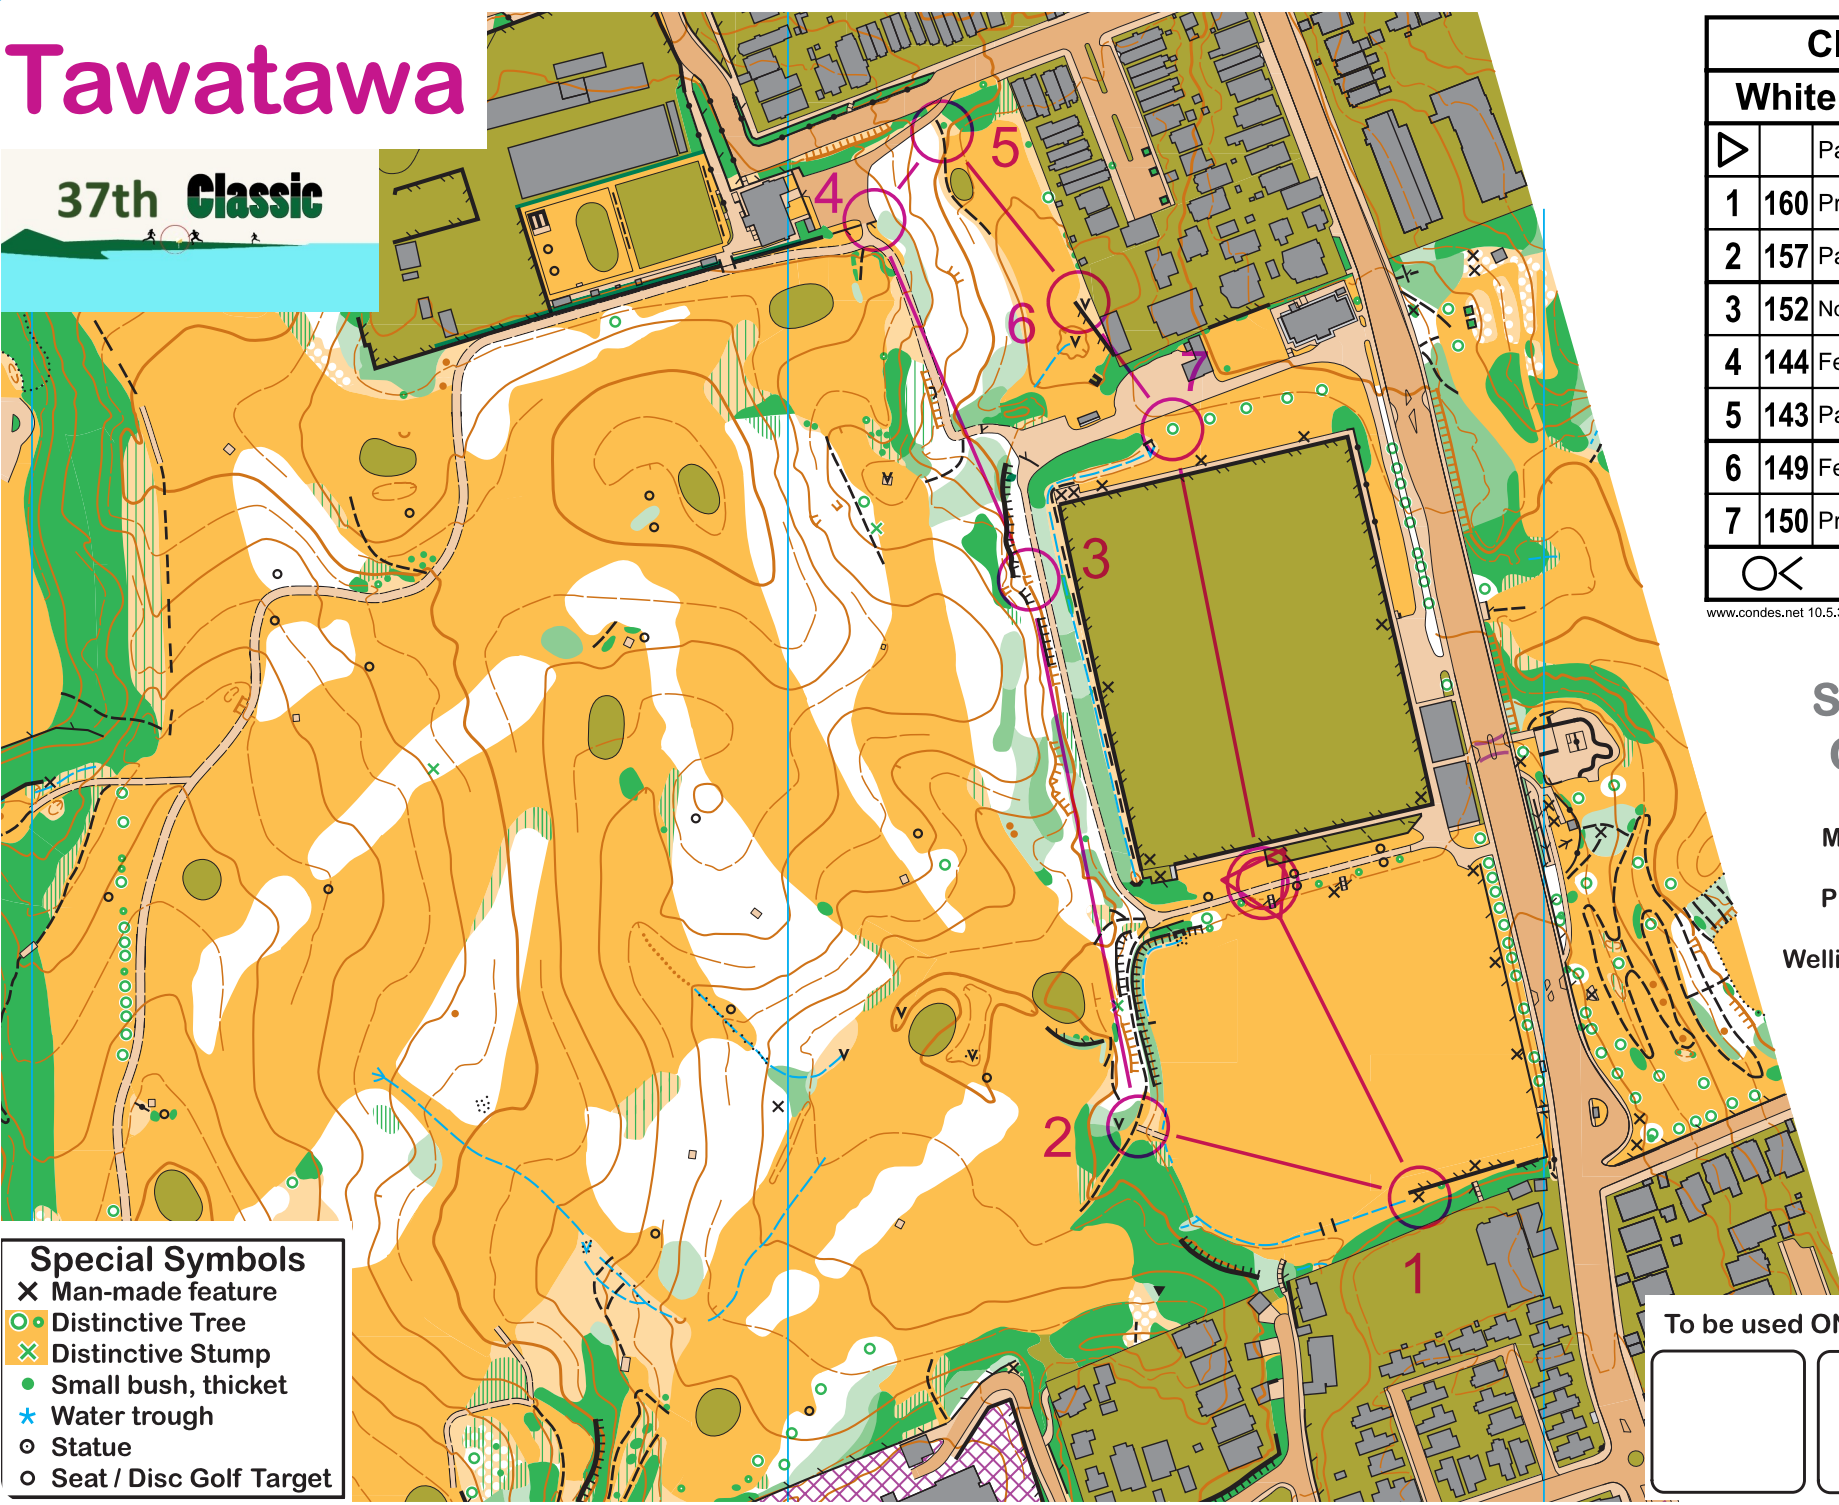 Tawatawa
37th Classic
White
160
157
152
144
143
149
150
1
2
3
4
5
6
7
www.condes.net 10.5.
4
5
6
7
3
2
1
Special Symbols
Man-made feature
Distinctive Tree
Distinctive Stump
Small bush, thicket
Water trough
Statue
Seat / Disc Golf Target
To be used